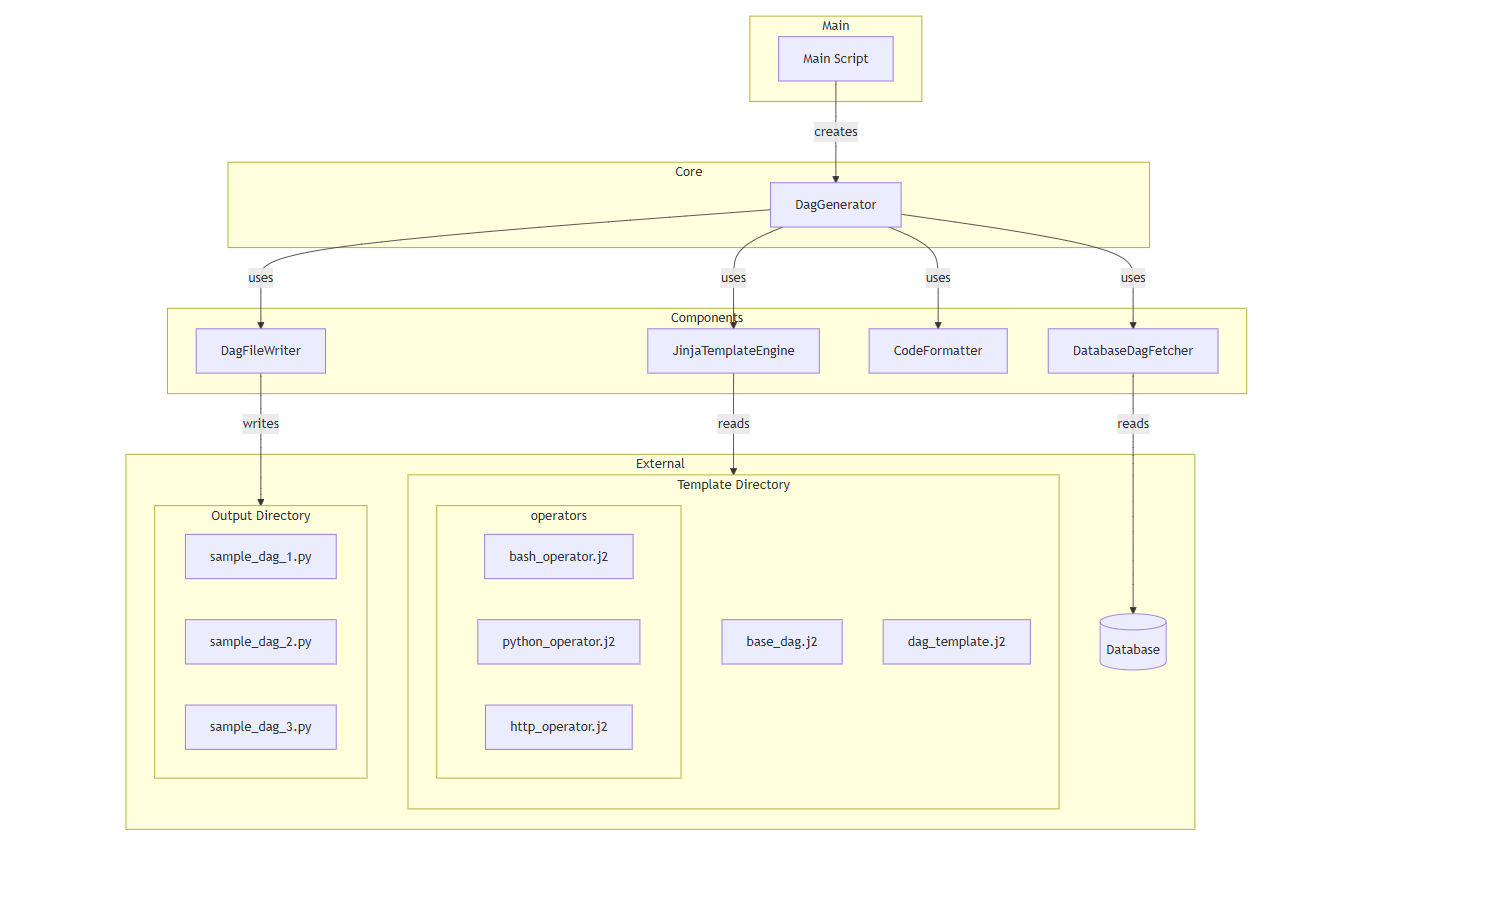 Main
Main Script
creates
Core
DagGenerator
uses
uses
uses
uses
Components
DagFileWriter
JinjaTemplateEngine
CodeFormatter
DatabaseDagFetcher
writes
reads
reads
External
Template Directory
Output Directory
operators
sample_dag_1.py
bash_operator.j2
sample_dag_2.py
python_operator.j2
base_dag.j2
dag_template.j2
Database
sample_dag_3.py
http_operator.j2